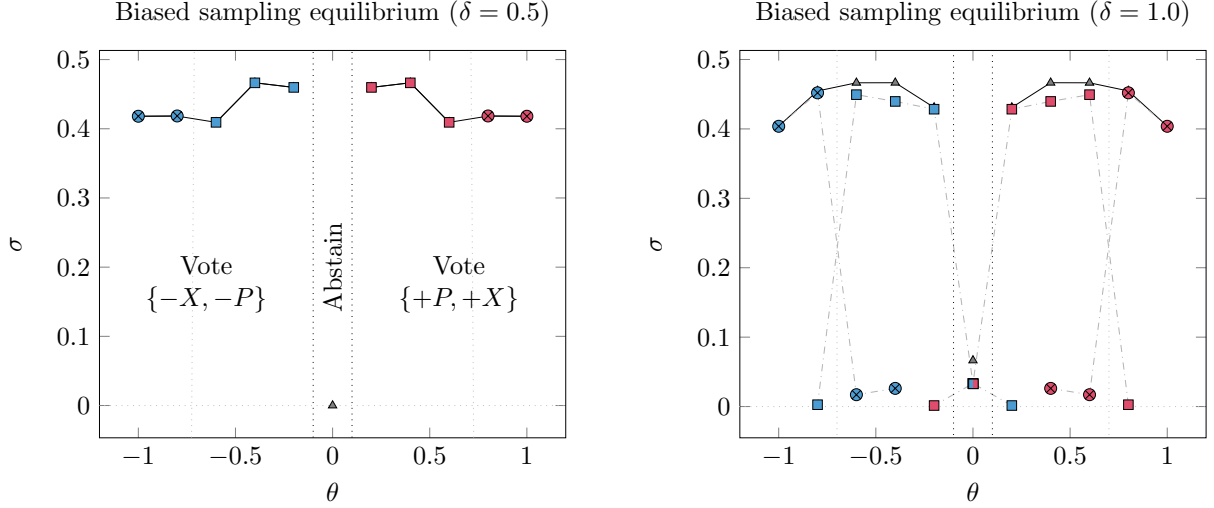 Biased sampling equilibrium (δ = 0.5)
0.5
0.4
0.3
0.2
0.1
0
σ
Vote
{−X, −P}
Abstain
Vote
{+P, +X}
−1
−0.5
0
0.5
1
θ
Biased sampling equilibrium (δ = 1.0)
0.5
0.4
0.3
0.2
0.1
0
σ
−1
−0.5
0
0.5
1
θ